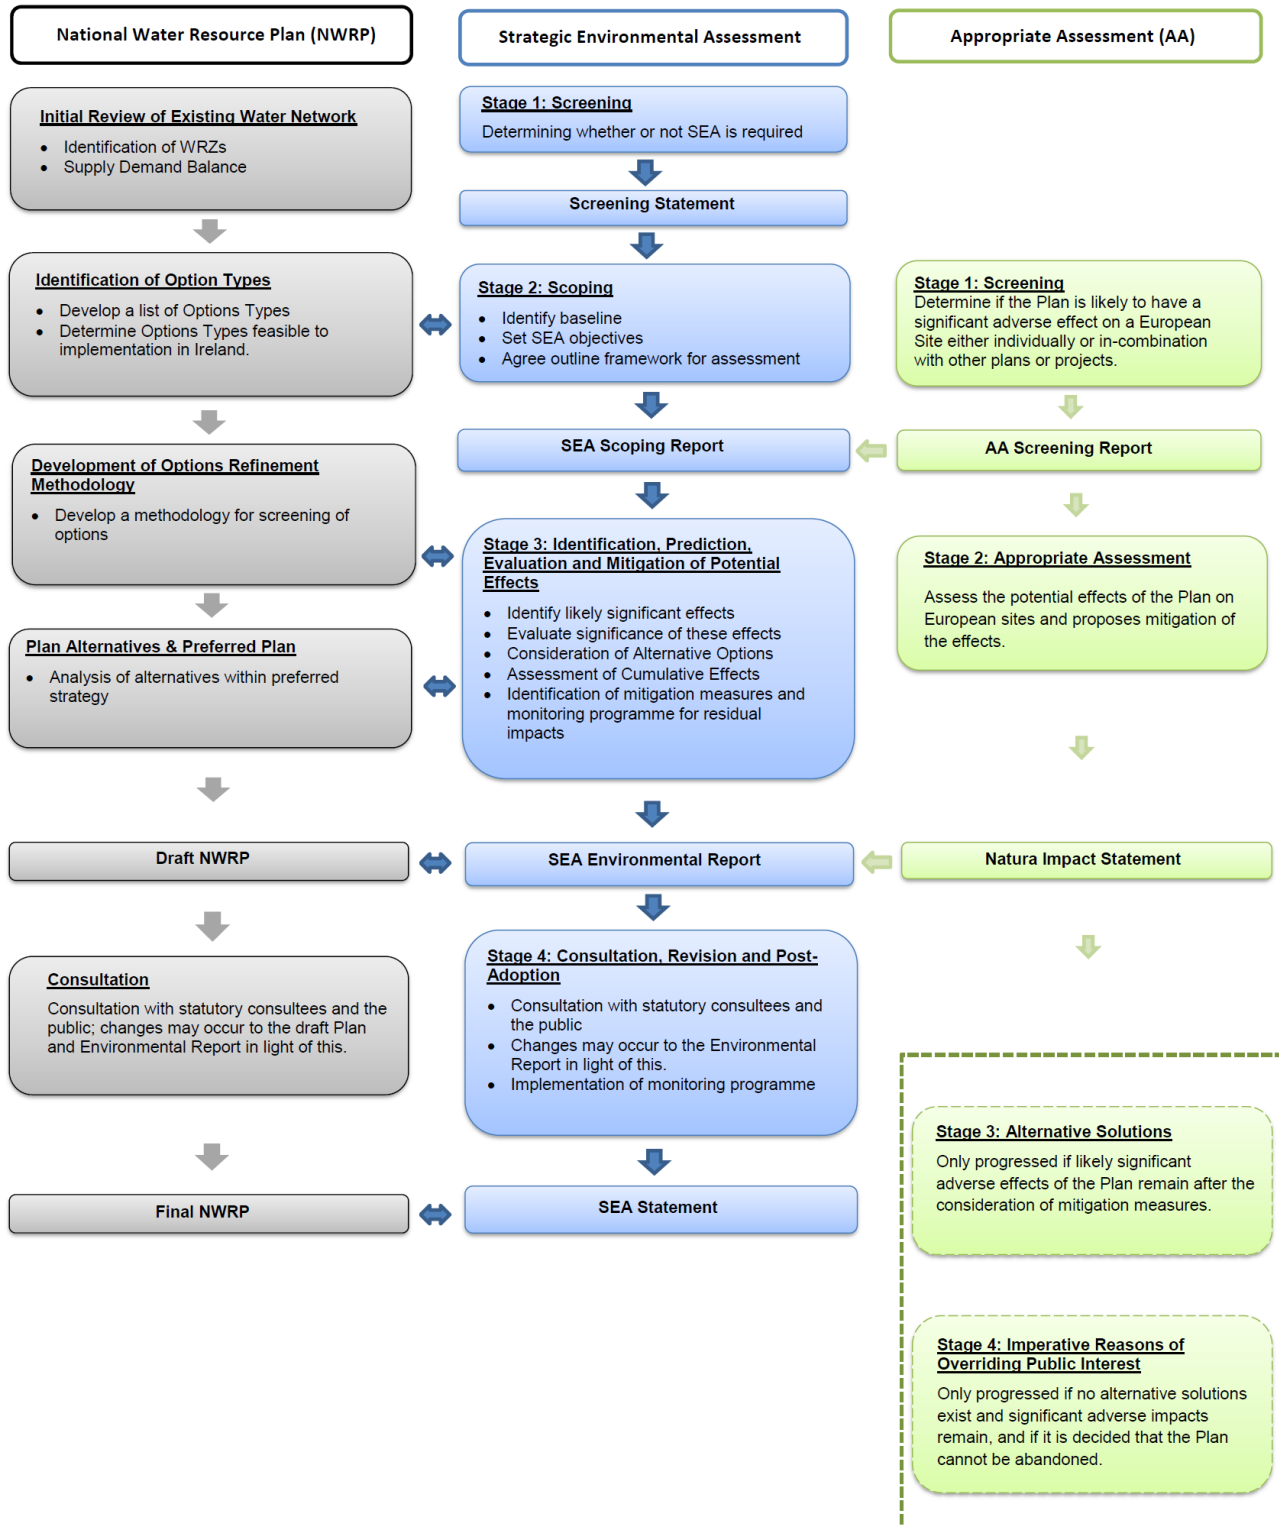 National Water Resource Plan (NWRP)
Initial Review of Existing Water Network
• Identification of WRZs
• Supply Demand Balance
Identification of Option Types
• Develop a list of Options Types
• Determine Options Types feasible to
implementation in Ireland.
Development of Options Refinement
Methodology
• Develop a methodology for screening of
options
Plan Alternatives & Preferred Plan
• Analysis of alternatives within preferred
strategy
Draft NWRP
Consultation
Consultation with statutory consultees and the
public; changes may occur to the draft Plan
and Environmental Report in light of this.
Final NWRP
Strategic Environmental Assessment
Stage 1: Screening
Determining whether or not SEA is required
Screening Statement
Stage 2: Scoping
• Identify baseline
• Set SEA objectives
• Agree outline framework for assessment
SEA Scoping Report
Stage 3: Identification, Prediction,
Evaluation and Mitigation of Potential
Effects
• Identify likely significant effects
• Evaluate significance of these effects
• Consideration of Alternative Options
• Assessment of Cumulative Effects
• Identification of mitigation measures and
monitoring programme for residual
impacts
SEA Environmental Report
Stage 4: Consultation, Revision and Post-
Adoption
• Consultation with statutory consultees and
the public
• Changes may occur to the Environmental
Report in light of this.
• Implementation of monitoring programme
SEA Statement
Appropriate Assessment (AA)
Stage 1: Screening
Determine if the Plan is likely to have a
significant adverse effect on a European
Site either individually or in-combination
with other plans or projects.
AA Screening Report
Stage 2: Appropriate Assessment
Assess the potential effects of the Plan on
European sites and proposes mitigation of
the effects.
Natura Impact Statement
Stage 3: Alternative Solutions
Only progressed if likely significant
adverse effects of the Plan remain after the
consideration of mitigation measures.
Stage 4: Imperative Reasons of
Overriding Public Interest
Only progressed if no alternative solutions
exist and significant adverse impacts
remain, and if it is decided that the Plan
cannot be abandoned.